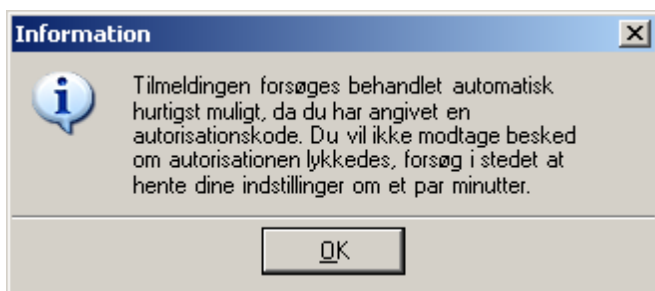 Information
Tilmeldingen forsøges behandlet automatisk
hurtigst muligt, da du har angivet en
autorisationskode. Du vil ikke modtage besked
om autorisationen lykkedes, forsøg i stedet at
hente dine indstillinger om et par minutter.
OK